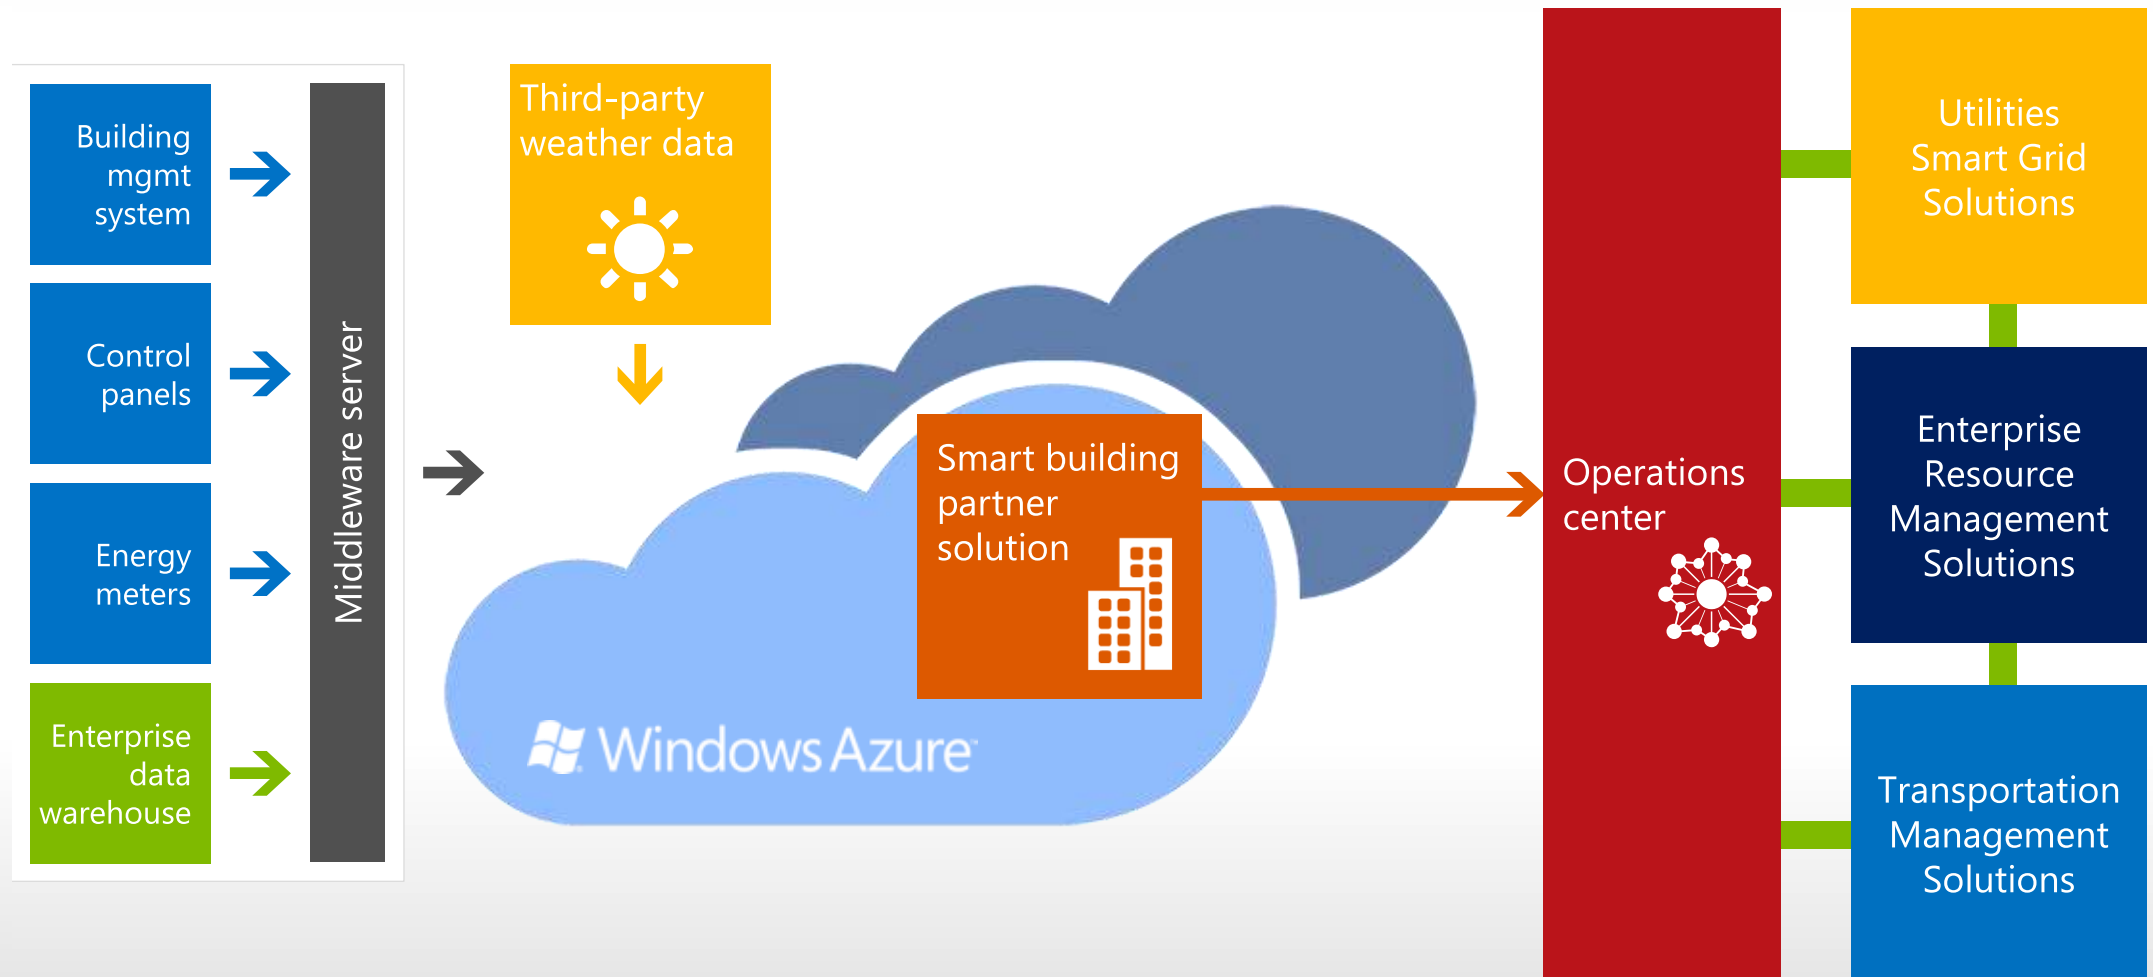 Building
mgmt
system
Control
panels
Energy
meters
Enterprise
data
warehouse
Middleware server
Third-party
weather data
Smart building
partner
solution
Windows Azure™
Operations
center
Utilities
Smart Grid
Solutions
Enterprise
Resource
Management
Solutions
Transportation
Management
Solutions